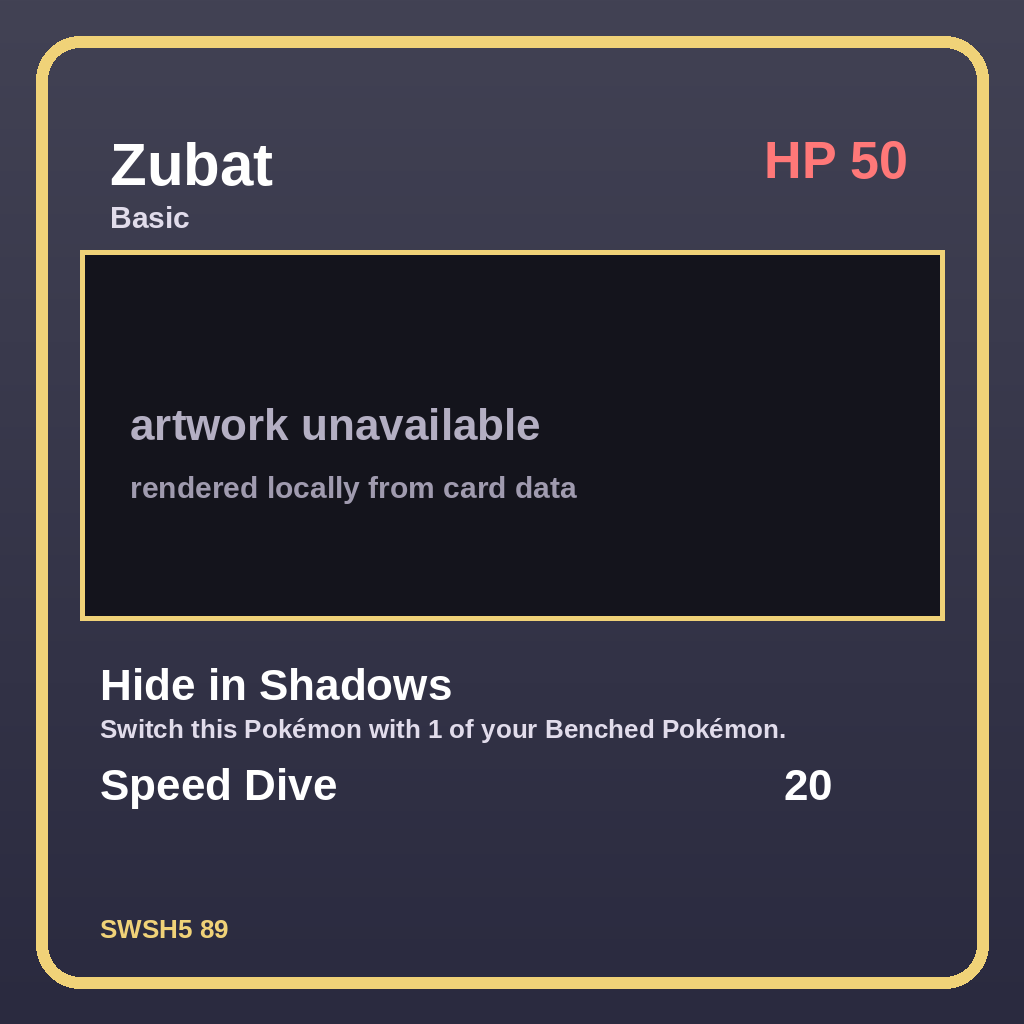 Zubat
HP 50
Basic
artwork unavailable
rendered locally from card data
Hide in Shadows
Switch this Pokémon with 1 of your Benched Pokémon.
Speed Dive 20
SWSH5 89